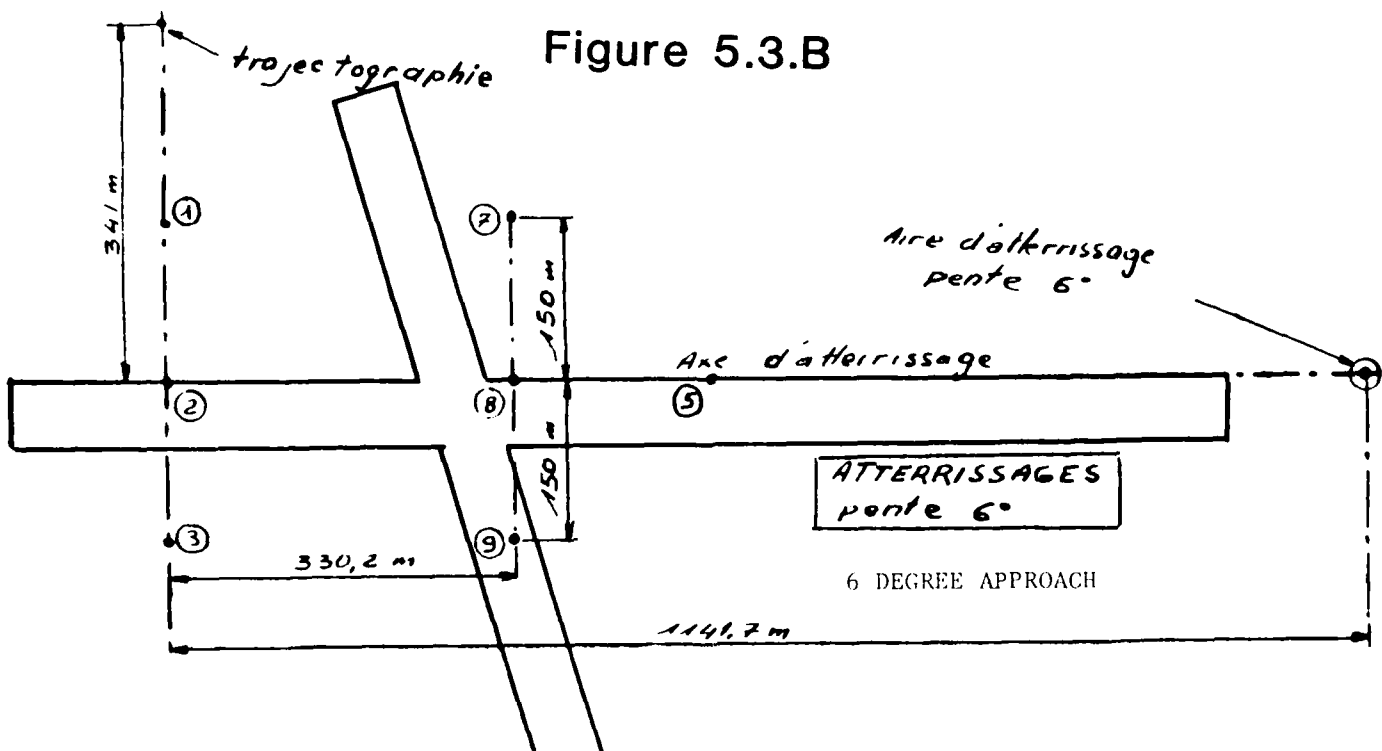 Figure 5.3.B
trajectographie
341 m
①
⑦
150 m
Aire d'atterrissage
pente 6°
Axe d'atterrissage
②
⑧
⑤
150 m
ATTERRISSAGES
pente 6°
③
⑨
330,2 m
6 DEGREE APPROACH
1141,7 m